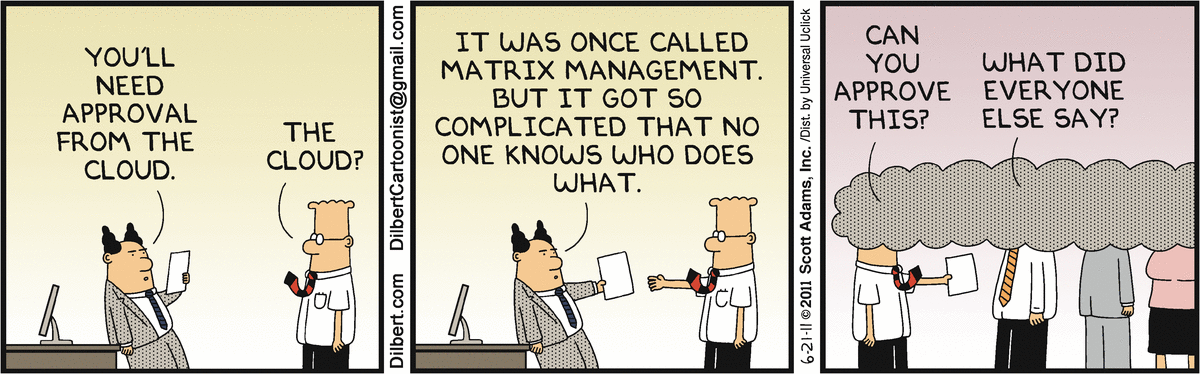 YOU'LL
NEED
APPROVAL
FROM THE
CLOUD.
THE
CLOUD?
Dilbert.com DilbertCartoonist@gmail.com
IT WAS ONCE CALLED
MATRIX MANAGEMENT.
BUT IT GOT SO
COMPLICATED THAT NO
ONE KNOWS WHO DOES
WHAT.
6-21-11 © 2011 Scott Adams, Inc. /Dist. by Universal Uclick
CAN
YOU
APPROVE
THIS?
WHAT DID
EVERYONE
ELSE SAY?